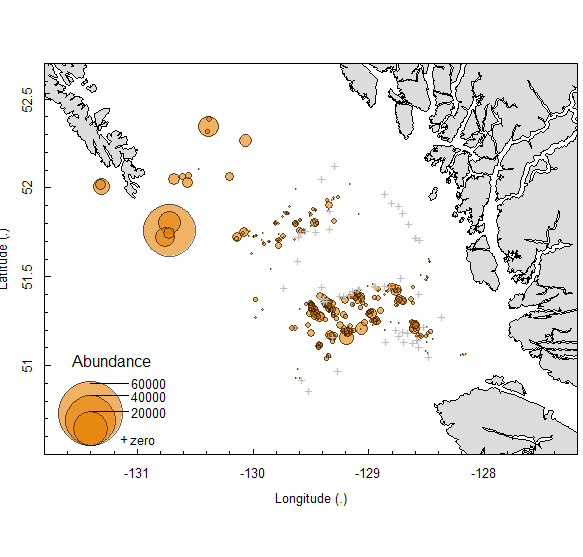 52.5
52
51.5
51
Latitude (.)
Abundance
60000
40000
20000
+ zero
-131
-130
-129
-128
Longitude (.)